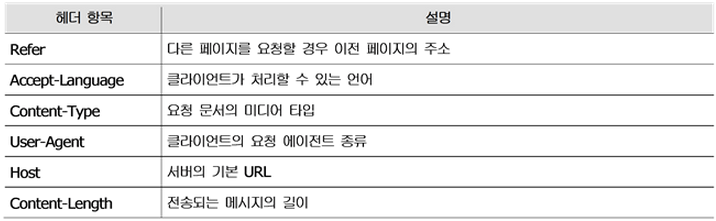 헤더 항목 설명
Refer 다른 페이지를 요청할 경우 이전 페이지의 주소
Accept-Language 클라이언트가 처리할 수 있는 언어
Content-Type 요청 문서의 미디어 타입
User-Agent 클라이언트의 요청 에이전트 종류
Host 서버의 기본 URL
Content-Length 전송되는 메시지의 길이